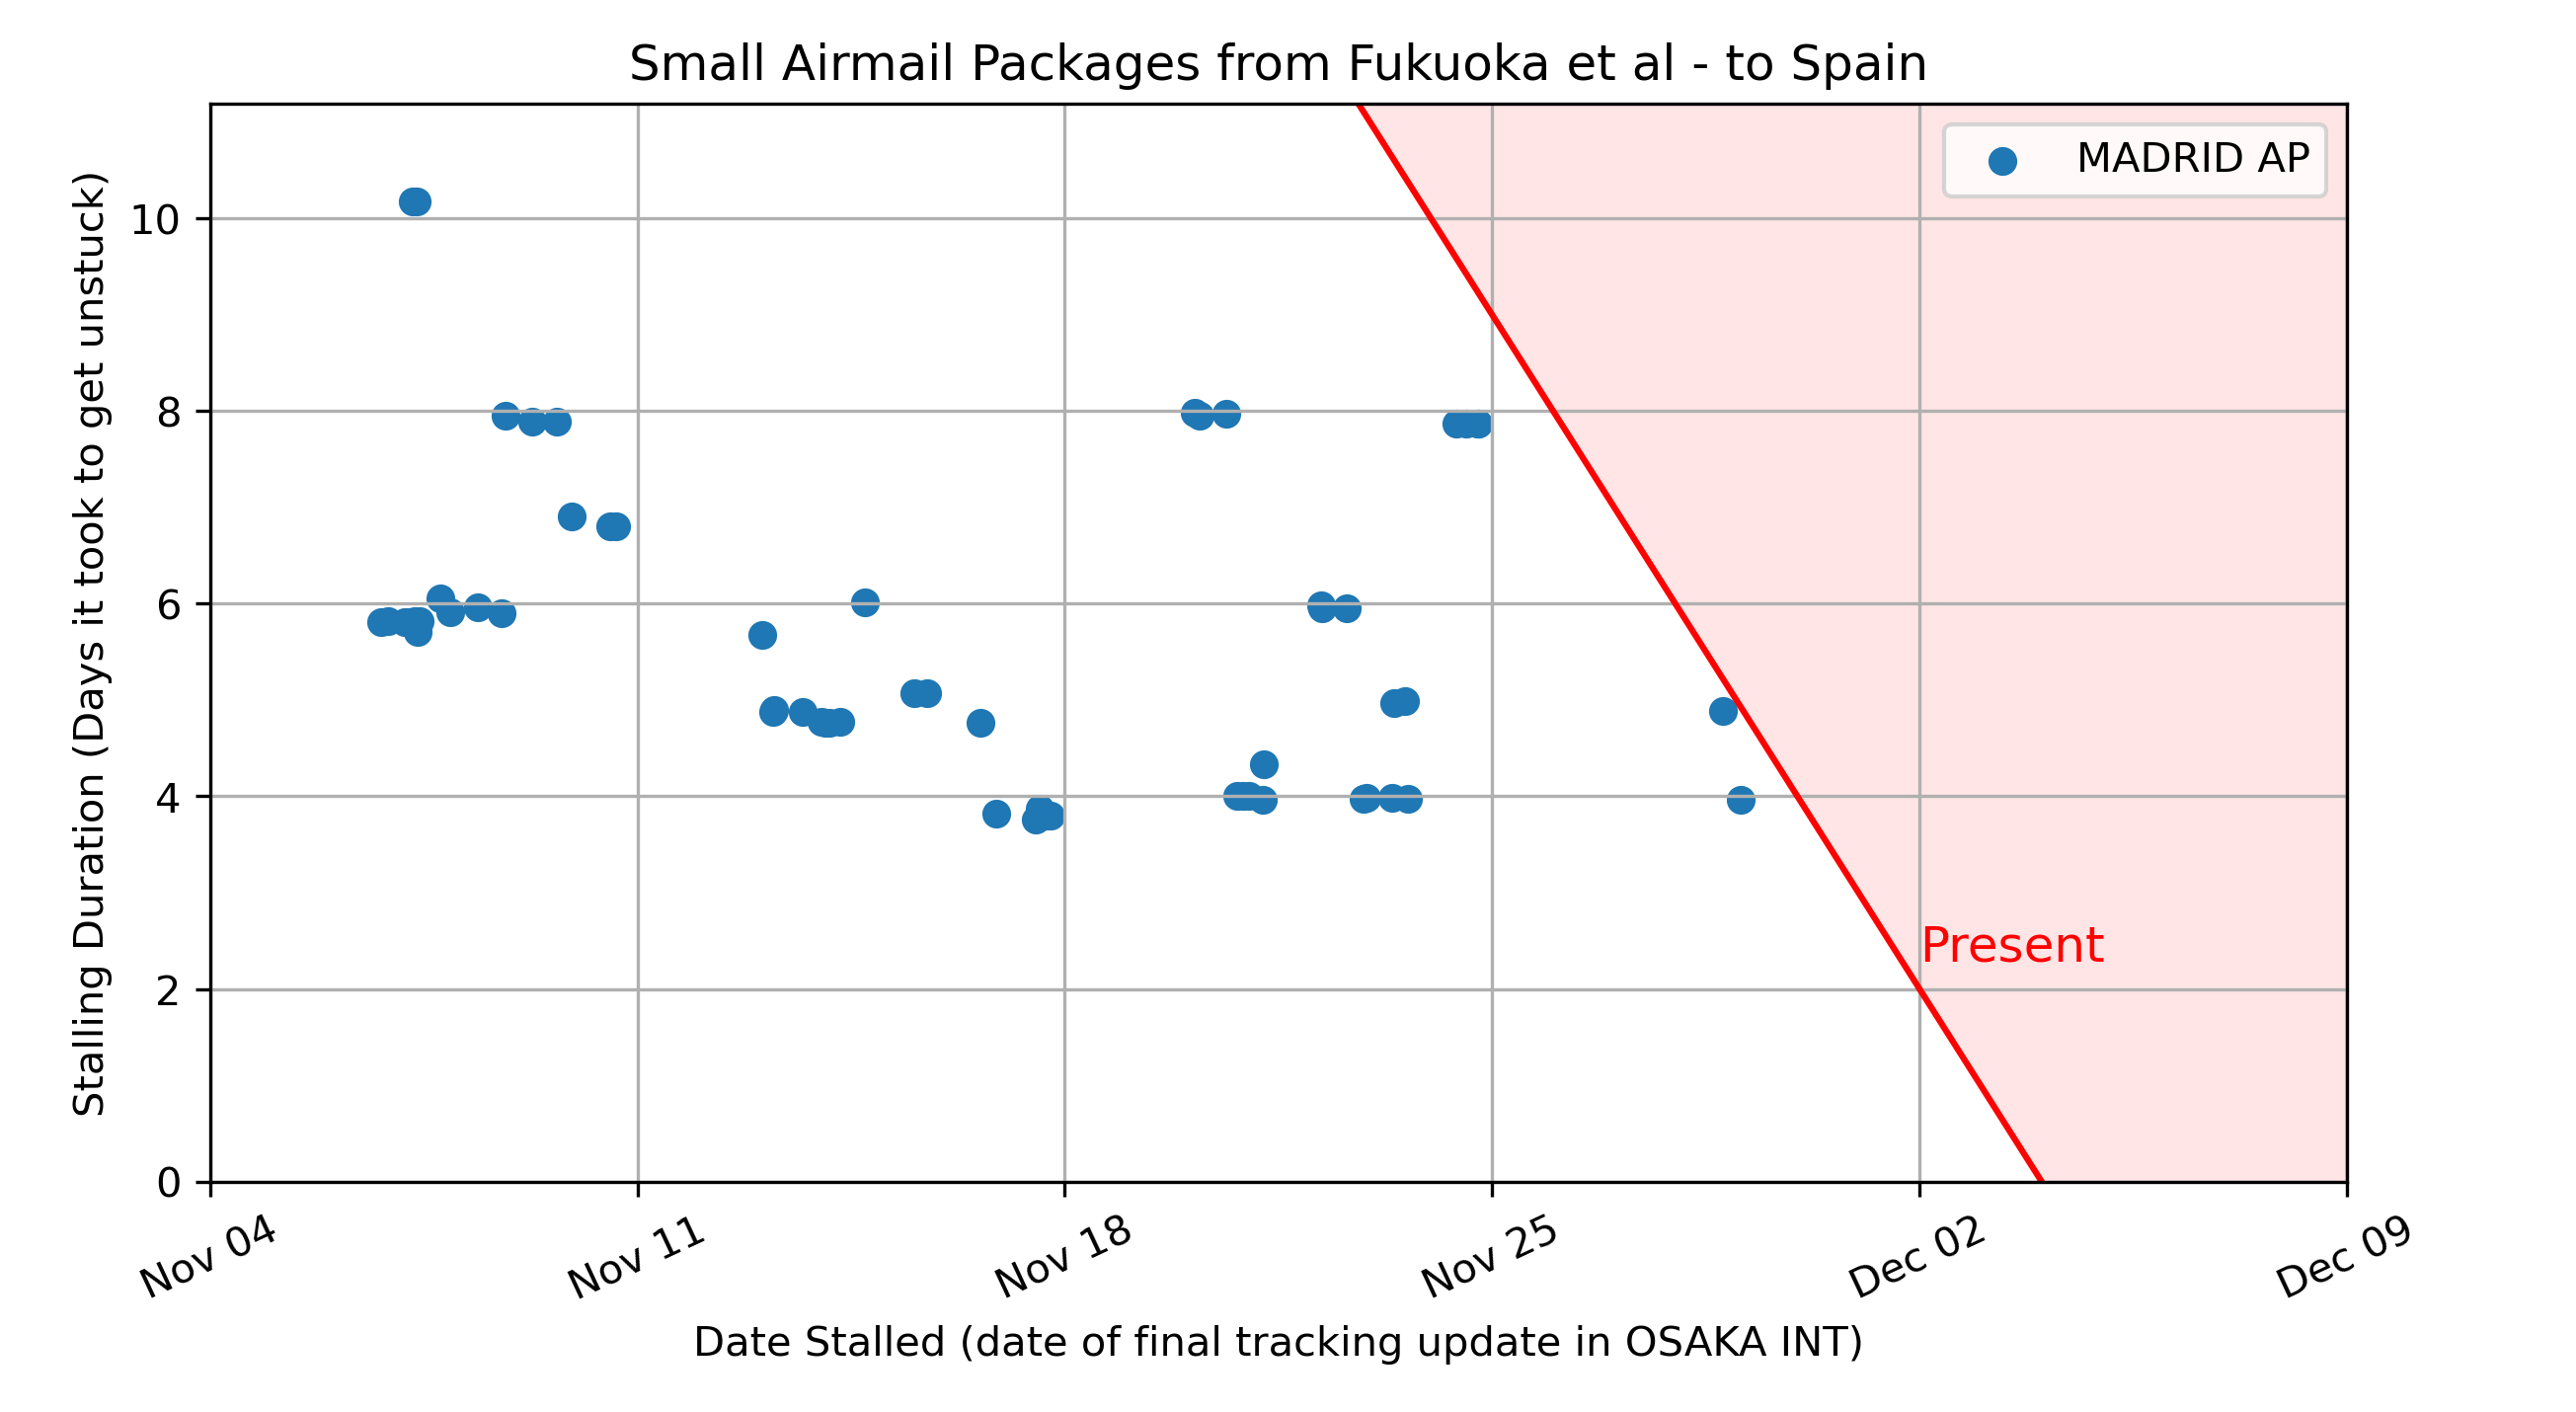 Small Airmail Packages from Fukuoka et al - to Spain
MADRID AP
Stalling Duration (Days it took to get unstuck)
10
8
6
4
2
0
Present
Nov 04
Nov 11
Nov 18
Nov 25
Dec 02
Dec 09
Date Stalled (date of final tracking update in OSAKA INT)